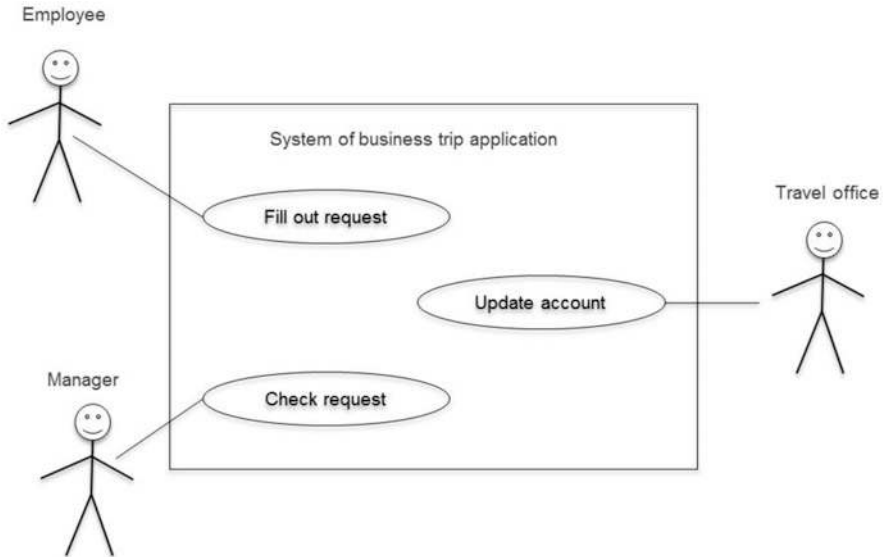 Employee
System of business trip application
Fill out request
Travel office
Update account
Manager
Check request